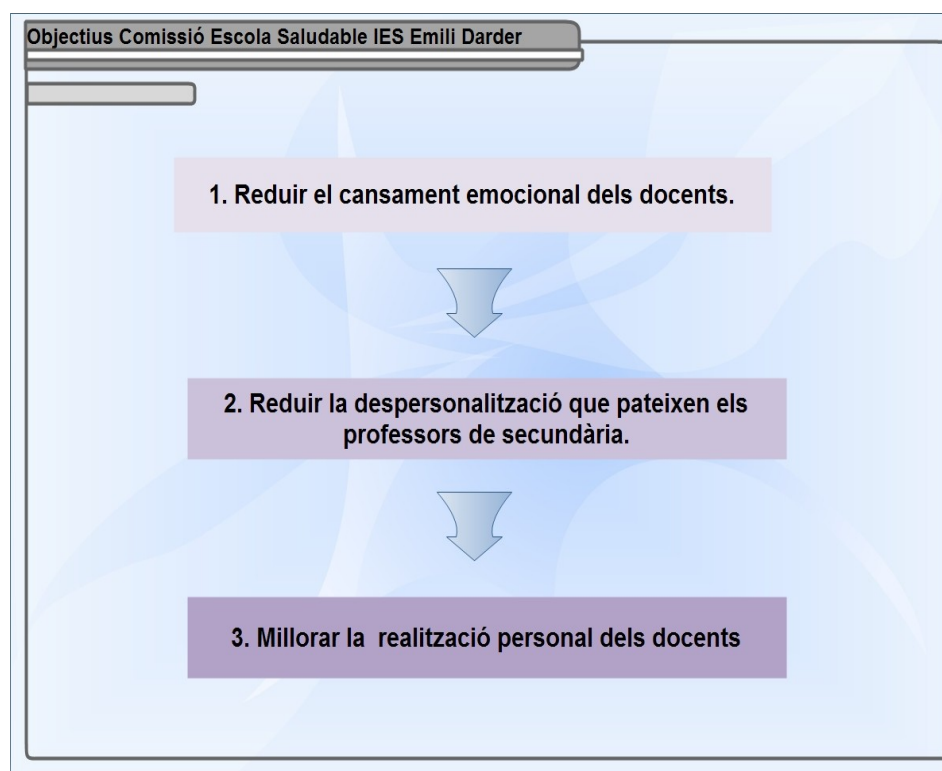 Objectius Comissió Escola Saludable IES Emili Darder
1. Reduir el cansament emocional dels docents.
2. Reduir la despersonalització que pateixen els
professors de secundària.
3. Millorar la  realització personal dels docents